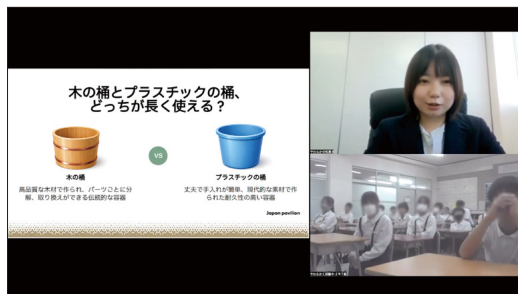 木の桶とプラスチックの桶、
どっちが長く使える？
VS
木の桶
高品質な木材で作られ、パーツごとに分
解、取り換えができる伝統的な容器
プラスチックの桶
丈夫で手入れが簡単、現代的な素材で作
られた耐久性の高い容器
Japan pavilion